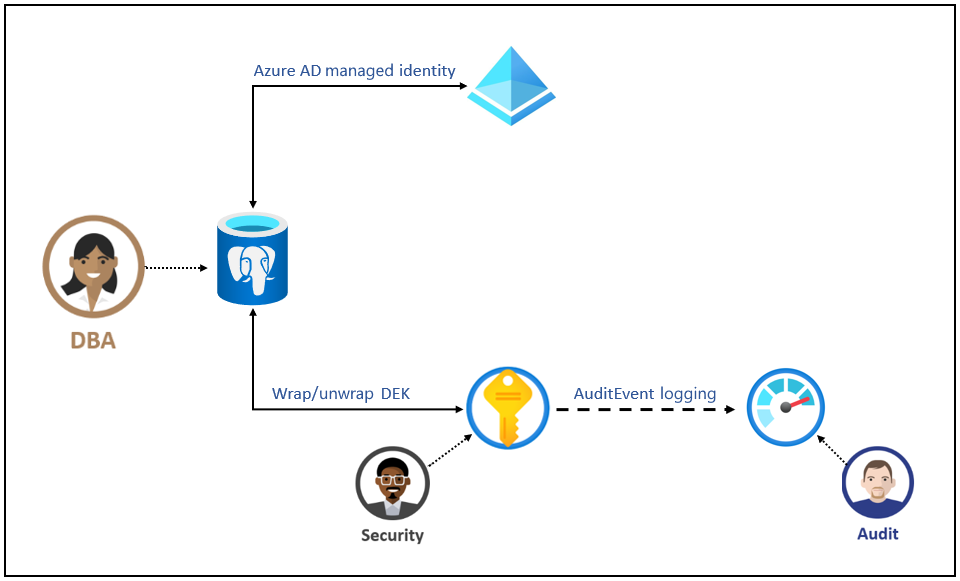 Azure AD managed identity
DBA
Wrap/unwrap DEK
AuditEvent logging
Security
Audit